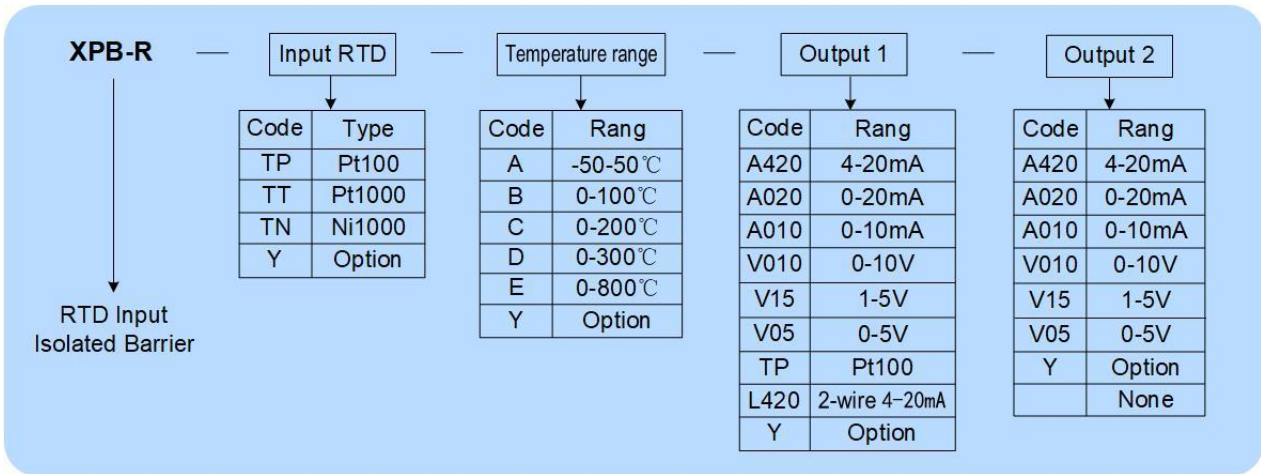 XPB-R — Input RTD — Temperature range — Output 1 — Output 2
RTD Input
Isolated Barrier
Code Type
TP Pt100
TT Pt1000
TN Ni1000
Y Option
Code Rang
A -50-50℃
B 0-100℃
C 0-200℃
D 0-300℃
E 0-800℃
Y Option
Code Rang
A420 4-20mA
A020 0-20mA
A010 0-10mA
V010 0-10V
V15 1-5V
V05 0-5V
TP Pt100
L420 2-wire 4-20mA
Y Option
Code Rang
A420 4-20mA
A020 0-20mA
A010 0-10mA
V010 0-10V
V15 1-5V
V05 0-5V
Y Option
None